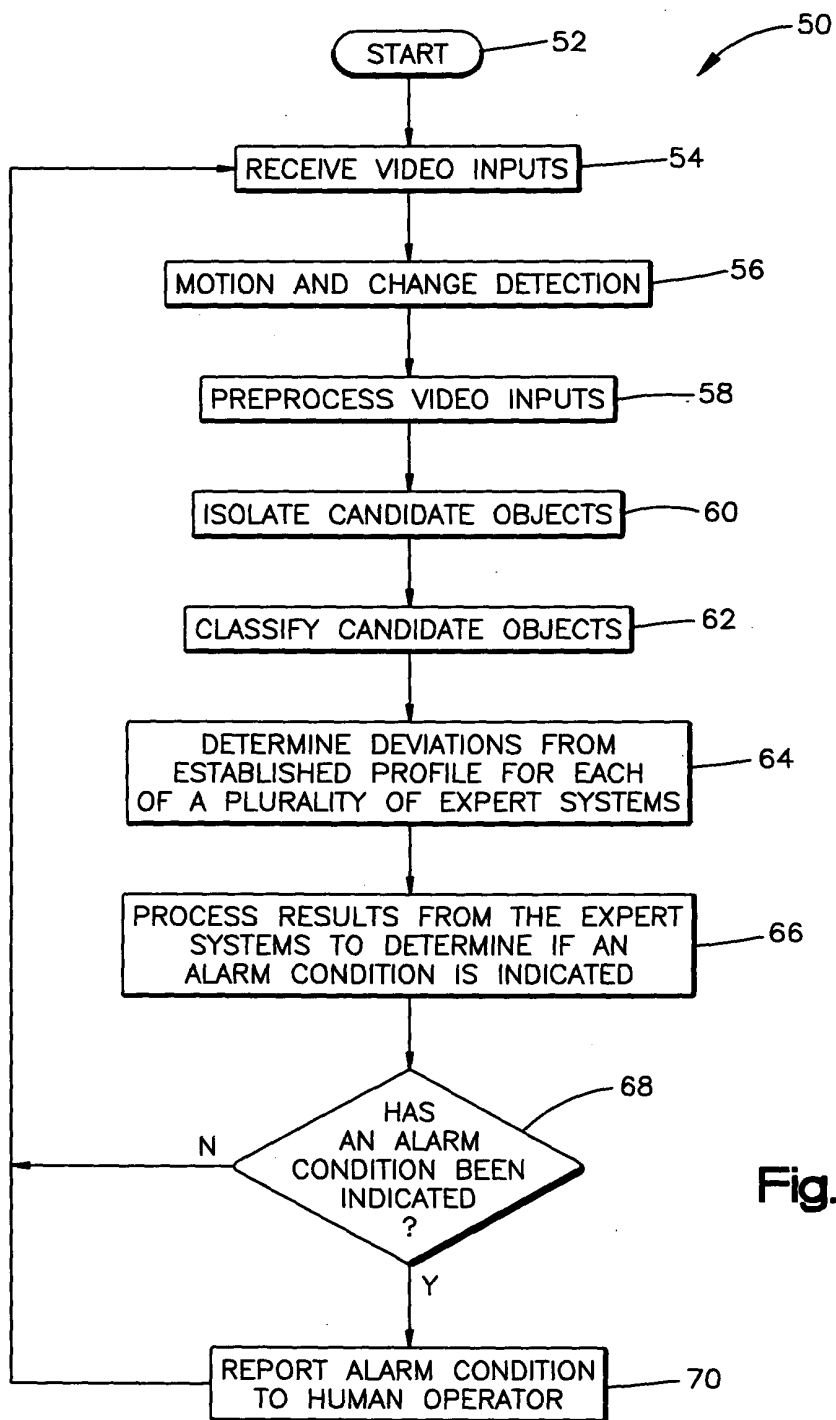 50
START
52
RECEIVE VIDEO INPUTS
54
MOTION AND CHANGE DETECTION
56
PREPROCESS VIDEO INPUTS
58
ISOLATE CANDIDATE OBJECTS
60
CLASSIFY CANDIDATE OBJECTS
62
DETERMINE DEVIATIONS FROM
ESTABLISHED PROFILE FOR EACH
OF A PLURALITY OF EXPERT SYSTEMS
64
PROCESS RESULTS FROM THE EXPERT
SYSTEMS TO DETERMINE IF AN
ALARM CONDITION IS INDICATED
66
HAS
AN ALARM
CONDITION BEEN
INDICATED
?
68
N
Y
Fig.
REPORT ALARM CONDITION
TO HUMAN OPERATOR
70